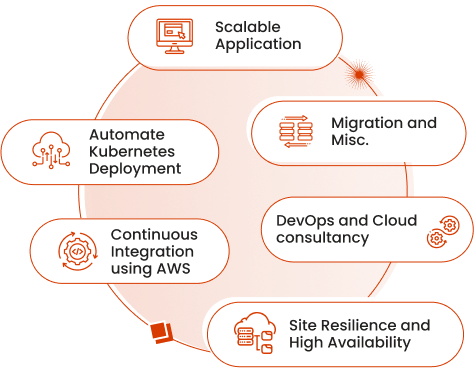 Scalable
Application
Migration and
Misc.
Automate
Kubernetes
Deployment
DevOps and Cloud
consultancy
Continuous
Integration
using AWS
Site Resilience and
High Availability